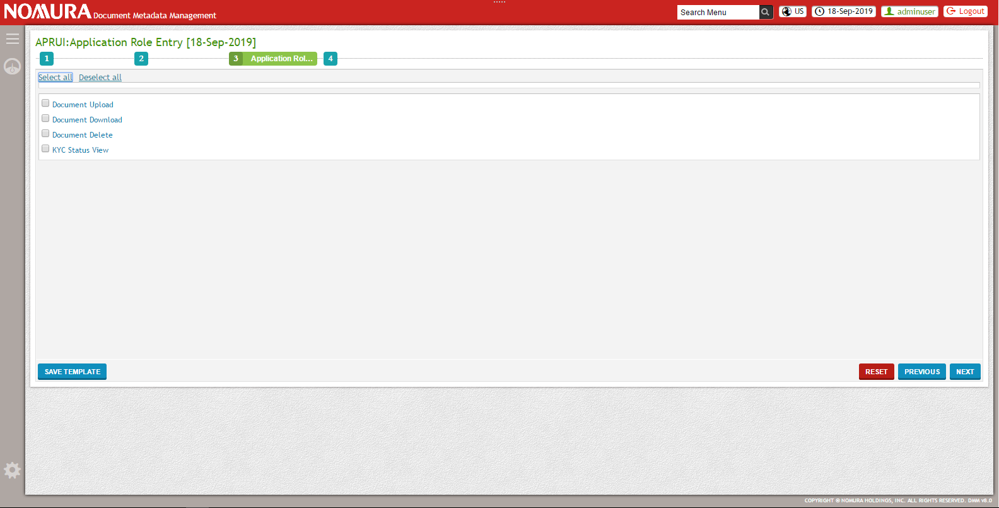 NOMURA Document Metadata Management
Search Menu
US
18-Sep-2019
adminuser
Logout
APRUI:Application Role Entry [18-Sep-2019]
1
2
3 Application Rol...
4
Select all Deselect all
Document Upload
Document Download
Document Delete
KYC Status View
SAVE TEMPLATE
RESET
PREVIOUS
NEXT
COPYRIGHT © NOMURA HOLDINGS, INC. ALL RIGHTS RESERVED. DMM v8.0